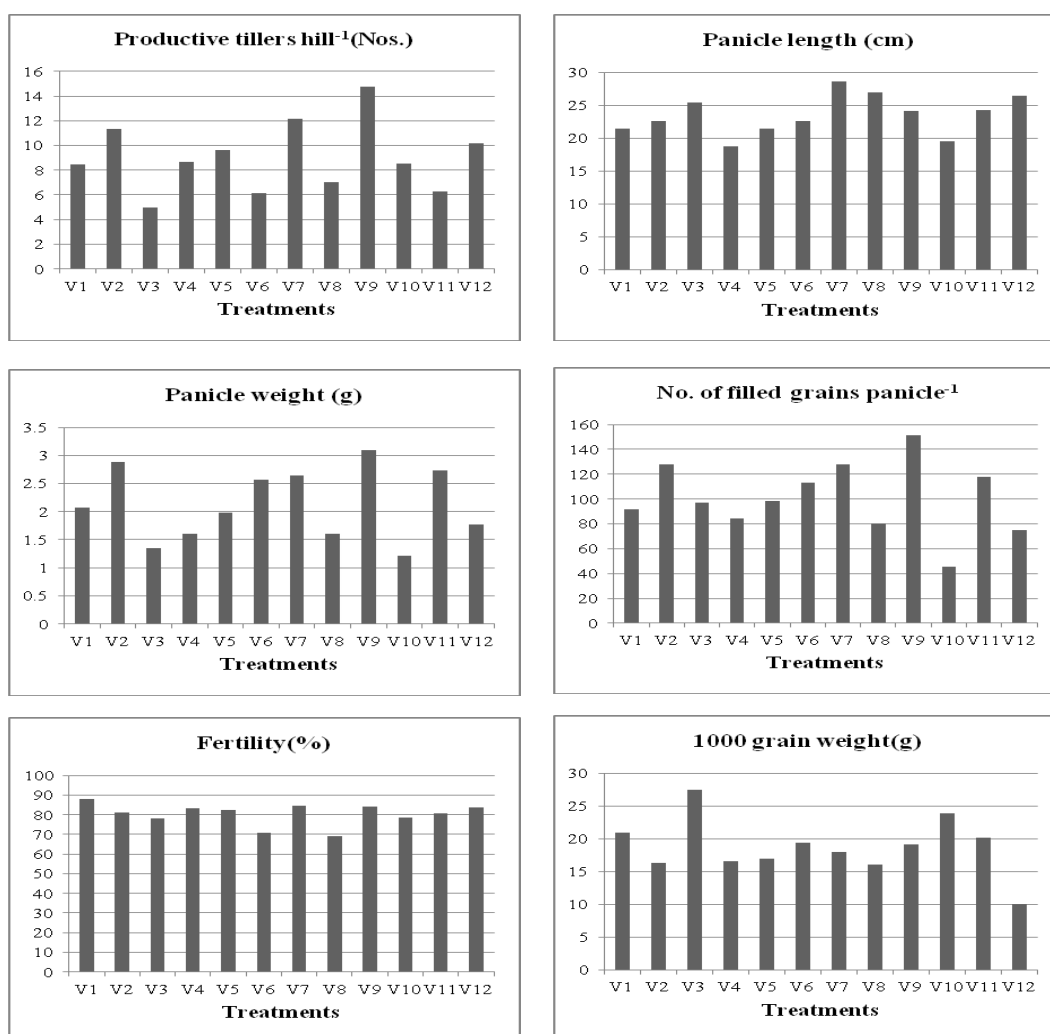 Productive tillers hill⁻¹(Nos.)
16
14
12
10
8
6
4
2
0
V1 V2 V3 V4 V5 V6 V7 V8 V9 V10 V11 V12
Treatments
Panicle length (cm)
30
25
20
15
10
5
0
V1 V2 V3 V4 V5 V6 V7 V8 V9 V10 V11 V12
Treatments
Panicle weight (g)
3.5
3
2.5
2
1.5
1
0.5
0
V1 V2 V3 V4 V5 V6 V7 V8 V9 V10 V11 V12
Treatments
No. of filled grains panicle⁻¹
160
140
120
100
80
60
40
20
0
V1 V2 V3 V4 V5 V6 V7 V8 V9 V10 V11 V12
Treatments
Fertility(%)
100
90
80
70
60
50
40
30
20
10
0
V1 V2 V3 V4 V5 V6 V7 V8 V9 V10 V11 V12
Treatments
1000 grain weight(g)
30
25
20
15
10
5
0
V1 V2 V3 V4 V5 V6 V7 V8 V9 V10 V11 V12
Treatments